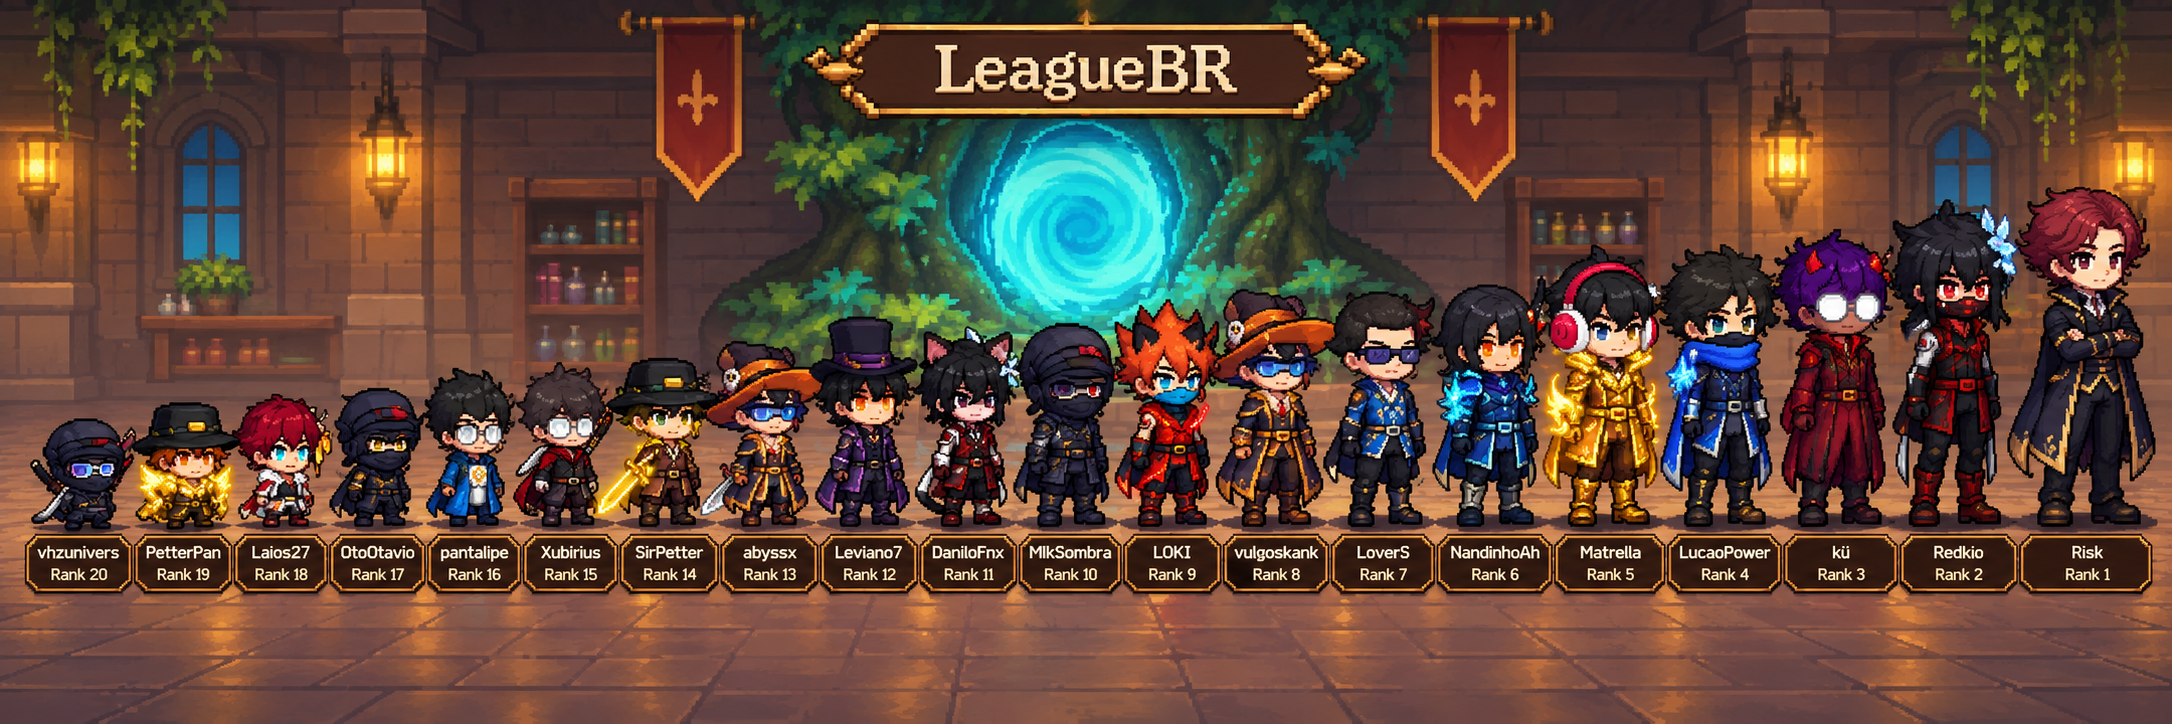 LeagueBR
vhzunivers
Rank 20
PetterPan
Rank 19
Laios27
Rank 18
OtoOtavio
Rank 17
pantalipe
Rank 16
Xubirius
Rank 15
SirPetter
Rank 14
abyssx
Rank 13
Leviano7
Rank 12
DaniloFnx
Rank 11
MlkSombra
Rank 10
LOKI
Rank 9
vulgoskank
Rank 8
LoverS
Rank 7
NandinhoAh
Rank 6
Matrella
Rank 5
LucaoPower
Rank 4
kü
Rank 3
Redkio
Rank 2
Risk
Rank 1